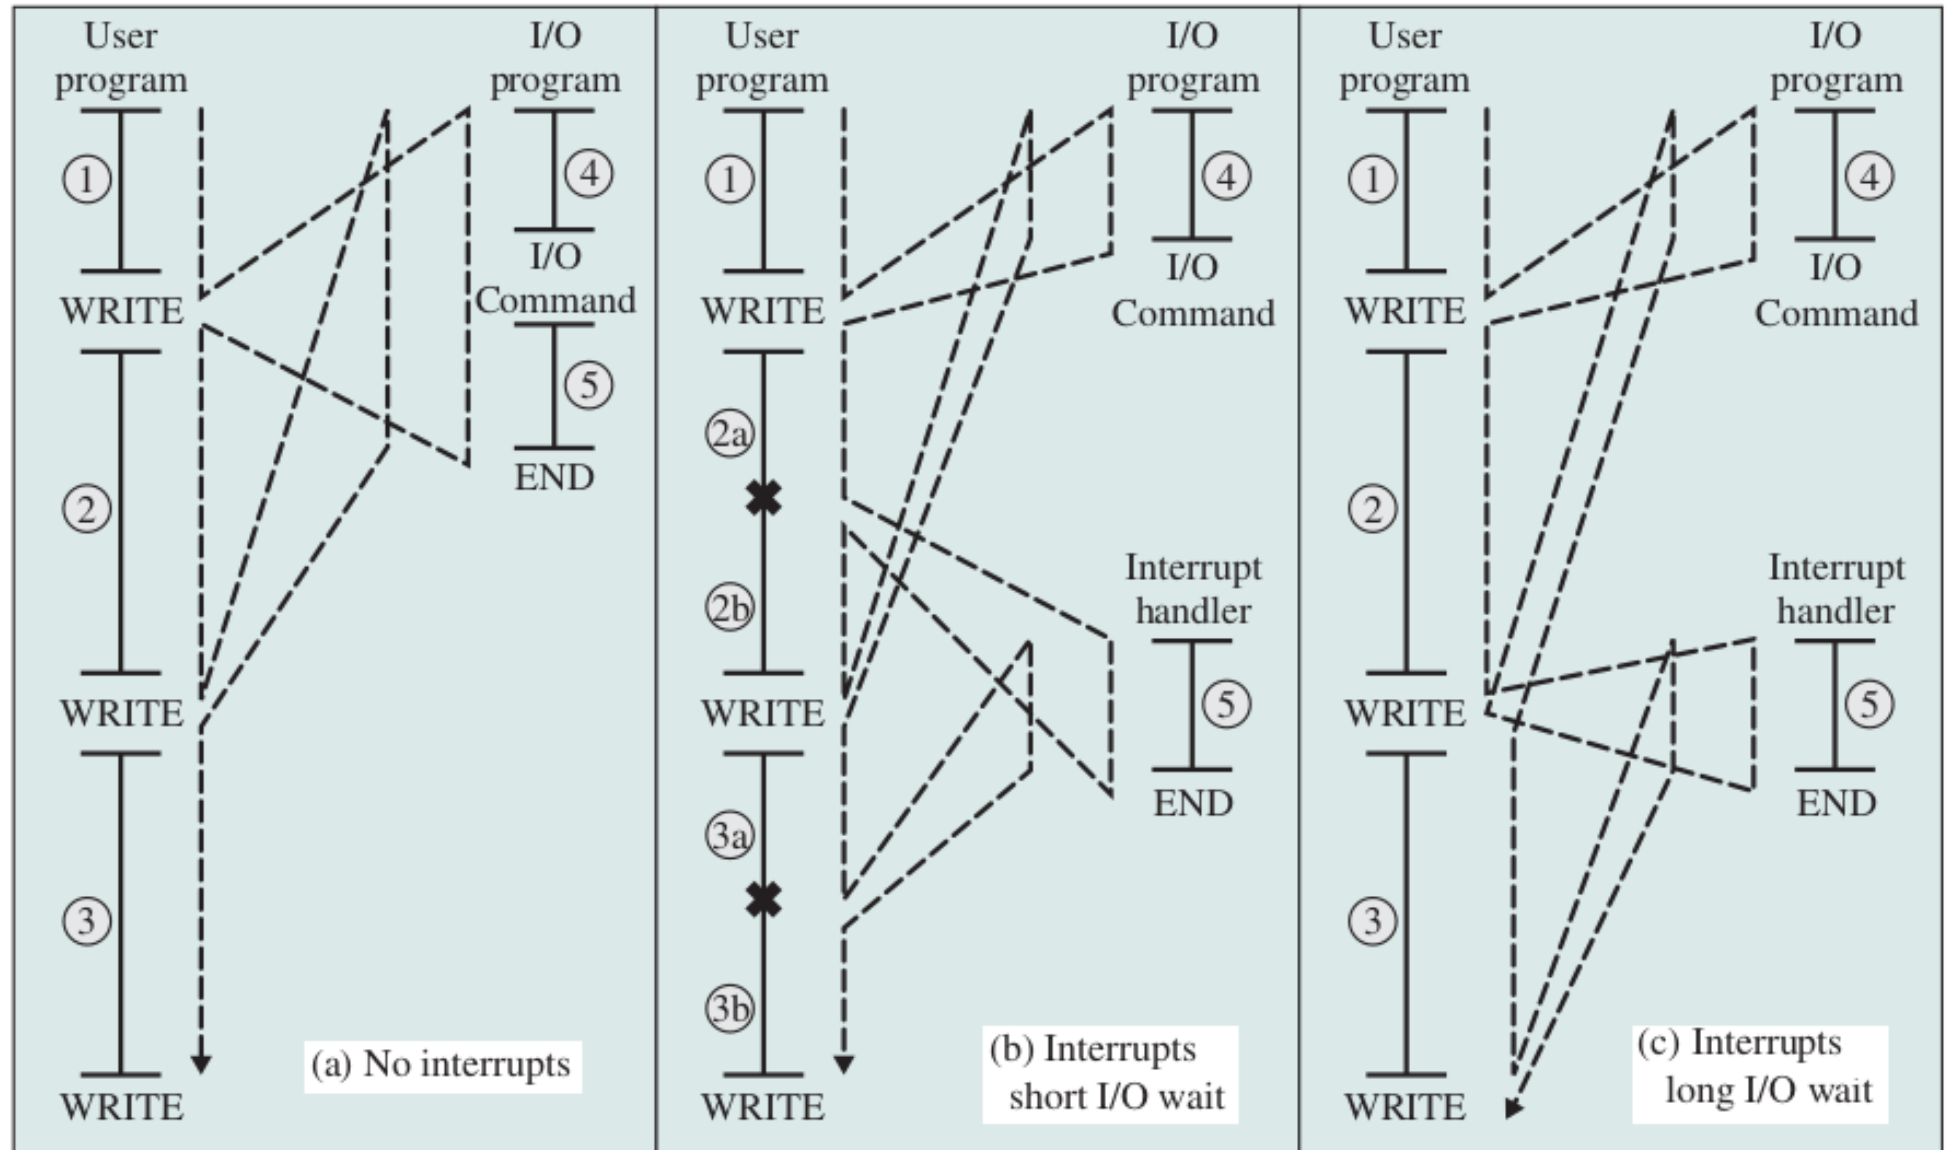 User
program
I/O
program
1
4
I/O
Command
WRITE
5
END
2
WRITE
3
WRITE
(a) No interrupts
User
program
I/O
program
1
4
I/O
Command
WRITE
2a
2b
Interrupt
handler
5
END
WRITE
3a
3b
WRITE
(b) Interrupts
short I/O wait
User
program
I/O
program
1
4
I/O
Command
WRITE
2
Interrupt
handler
5
END
WRITE
3
WRITE
(c) Interrupts
long I/O wait